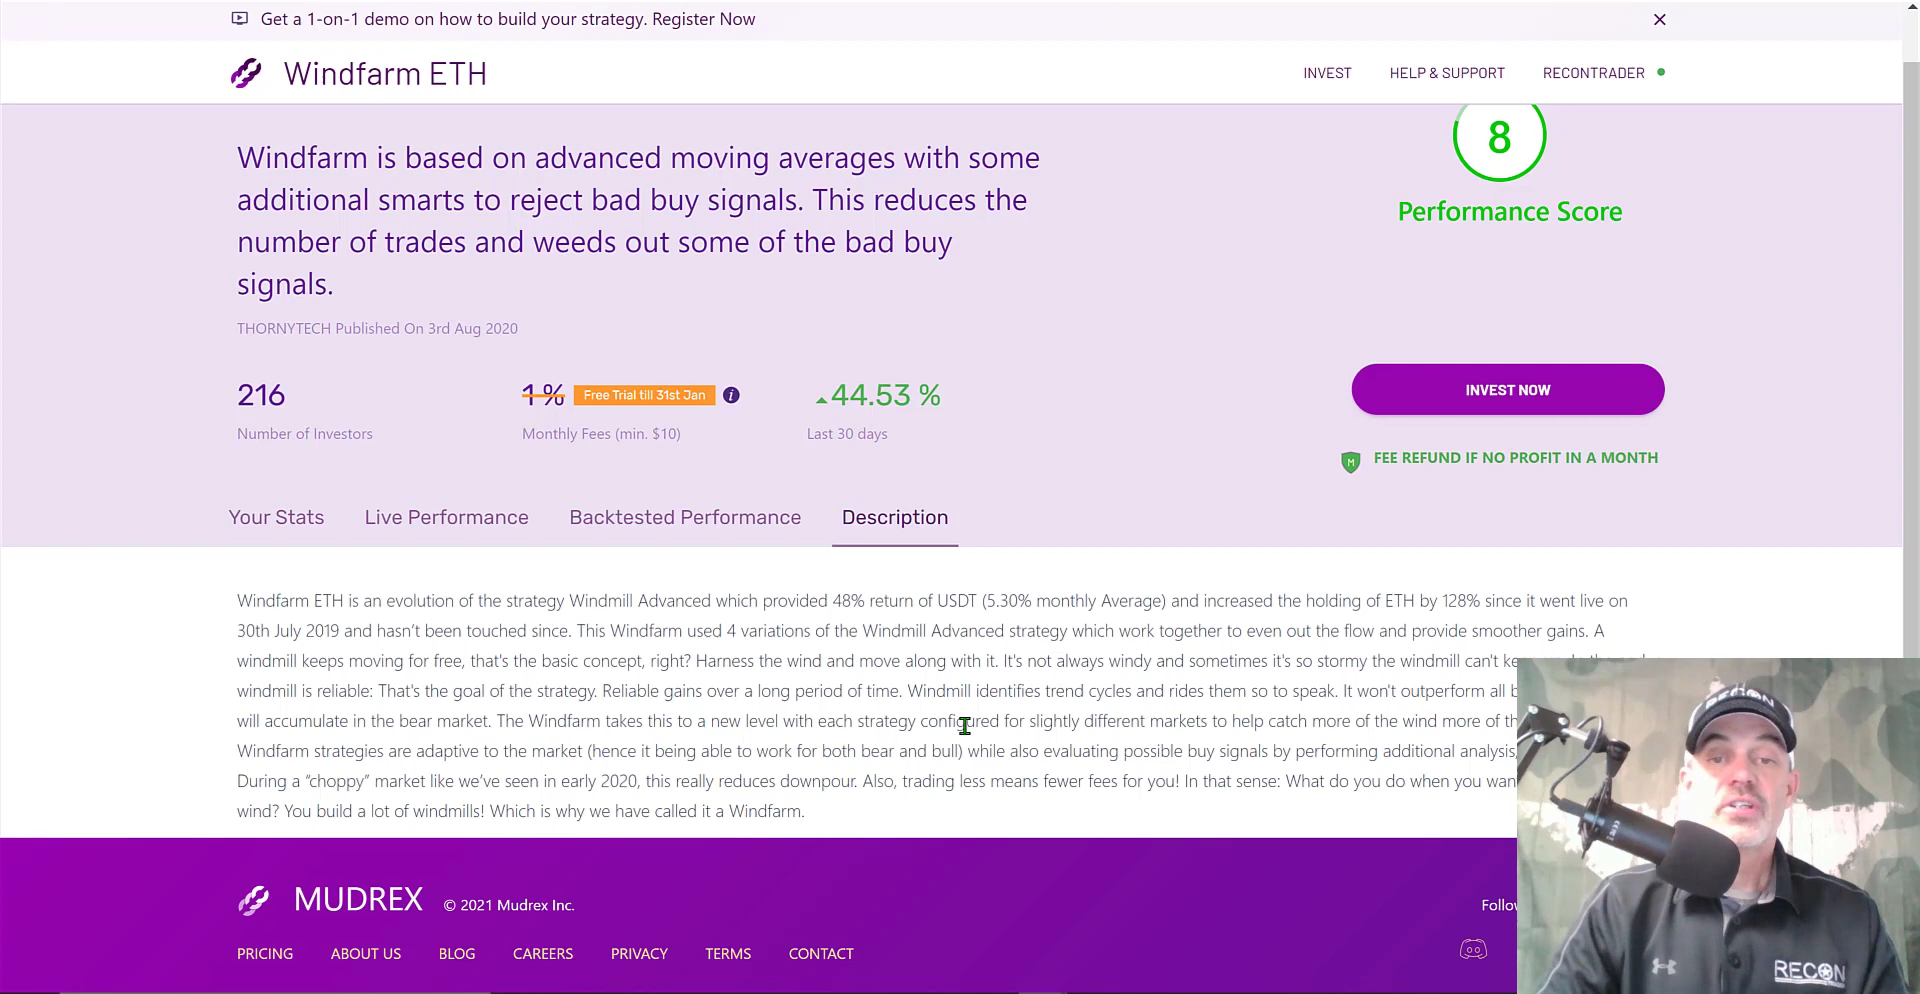 Get a 1-on-1 demo on how to build your strategy. Register Now
Windfarm ETH
INVEST
HELP & SUPPORT
RECONTRADER
Windfarm is based on advanced moving averages with some
additional smarts to reject bad buy signals. This reduces the
number of trades and weeds out some of the bad buy
signals.
8
Performance Score
THORNYTECH Published On 3rd Aug 2020
216
Number of Investors
1 %
Free Trial till 31st Jan
i
Monthly Fees (min. $10)
44.53 %
Last 30 days
INVEST NOW
M
FEE REFUND IF NO PROFIT IN A MONTH
Your Stats
Live Performance
Backtested Performance
Description
Windfarm ETH is an evolution of the strategy Windmill Advanced which provided 48% return of USDT (5.30% monthly Average) and increased the holding of ETH by 128% since it went live on
30th July 2019 and hasn't been touched since. This Windfarm used 4 variations of the Windmill Advanced strategy which work together to even out the flow and provide smoother gains. A
windmill keeps moving for free, that's the basic concept, right? Harness the wind and move along with it. It's not always windy and sometimes it's so stormy the windmill can't
windmill is reliable: That's the goal of the strategy. Reliable gains over a long period of time. Windmill identifies trend cycles and rides them so to speak. It won't outperform all
will accumulate in the bear market. The Windfarm takes this to a new level with each strategy configured for slightly different markets to help catch more of the wind more of
Windfarm strategies are adaptive to the market (hence it being able to work for both bear and bull) while also evaluating possible buy signals by performing additional analysis,
During a “choppy” market like we've seen in early 2020, this really reduces downpour. Also, trading less means fewer fees for you! In that sense: What do you do when you
wind? You build a lot of windmills! Which is why we have called it a Windfarm.
MUDREX
© 2021 Mudrex Inc.
PRICING
ABOUT US
BLOG
CAREERS
PRIVACY
TERMS
CONTACT
RECON
RECON